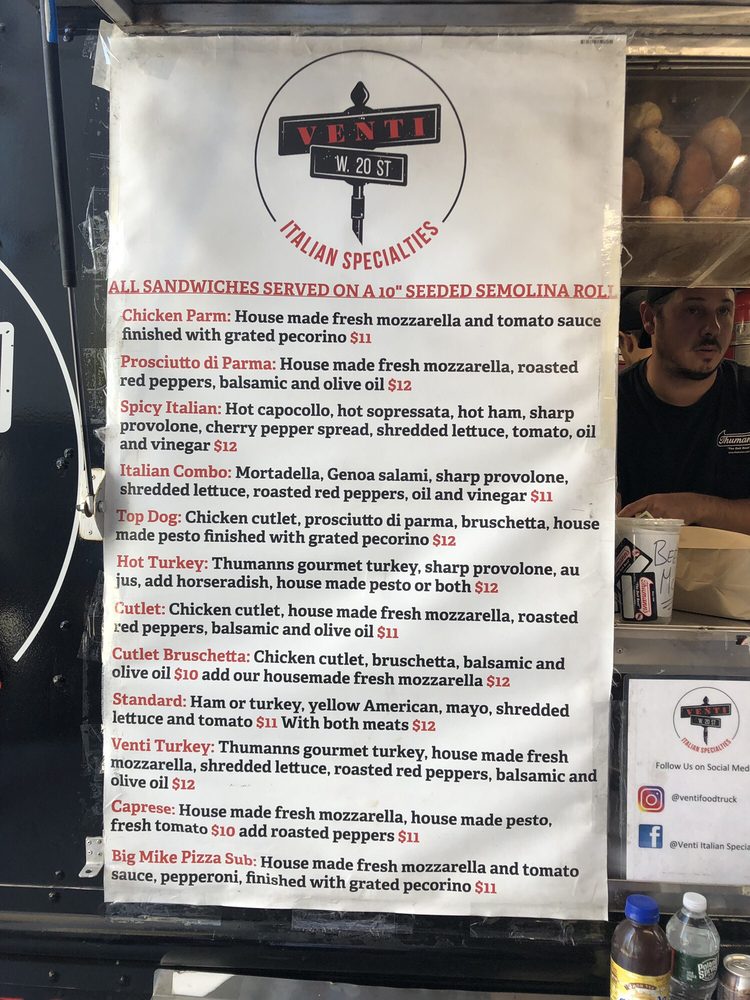 VENTI
W. 20 ST
ITALIAN SPECIALTIES
ALL SANDWICHES SERVED ON A 10" SEEDED SEMOLINA ROLL
Chicken Parm: House made fresh mozzarella and tomato sauce
finished with grated pecorino $11
Prosciutto di Parma: House made fresh mozzarella, roasted
red peppers, balsamic and olive oil $12
Spicy Italian: Hot capocollo, hot sopressata, hot ham, sharp
provolone, cherry pepper spread, shredded lettuce, tomato, oil
and vinegar $12
Italian Combo: Mortadella, Genoa salami, sharp provolone,
shredded lettuce, roasted red peppers, oil and vinegar $11
Top Dog: Chicken cutlet, prosciutto di parma, bruschetta, house
made pesto finished with grated pecorino $12
Hot Turkey: Thumanns gourmet turkey, sharp provolone, au
jus, add horseradish, house made pesto or both $12
Cutlet: Chicken cutlet, house made fresh mozzarella, roasted
red peppers, balsamic and olive oil $11
Cutlet Bruschetta: Chicken cutlet, bruschetta, balsamic and
olive oil $10 add our housemade fresh mozzarella $12
Standard: Ham or turkey, yellow American, mayo, shredded
lettuce and tomato $11 With both meats $12
Venti Turkey: Thumanns gourmet turkey, house made fresh
mozzarella, shredded lettuce, roasted red peppers, balsamic and
olive oil $12
Caprese: House made fresh mozzarella, house made pesto,
fresh tomato $10 add roasted peppers $11
Big Mike Pizza Sub: House made fresh mozzarella and tomato
sauce, pepperoni, finished with grated pecorino $11
VENTI
W. 20 ST
ITALIAN SPECIALTIES
Follow Us on Social Med
@ventifoodtruck
@Venti Italian Specia
Thuman
Poland
Spring